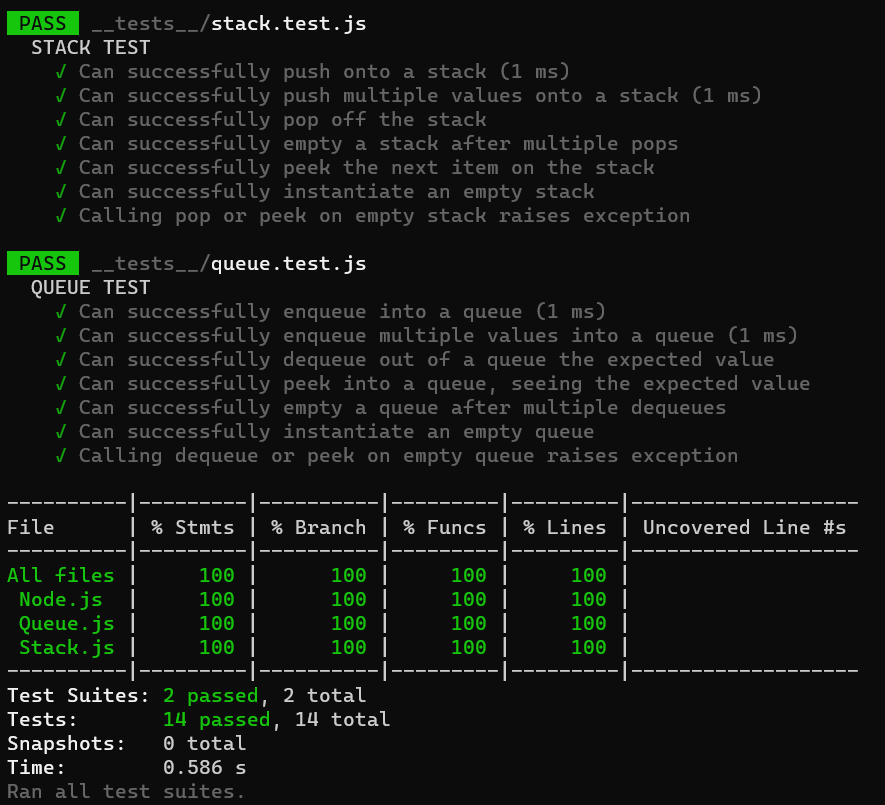 PASS __tests__/stack.test.js
STACK TEST
√ Can successfully push onto a stack (1 ms)
√ Can successfully push multiple values onto a stack (1 ms)
√ Can successfully pop off the stack
√ Can successfully empty a stack after multiple pops
√ Can successfully peek the next item on the stack
√ Can successfully instantiate an empty stack
√ Calling pop or peek on empty stack raises exception
PASS __tests__/queue.test.js
QUEUE TEST
√ Can successfully enqueue into a queue (1 ms)
√ Can successfully enqueue multiple values into a queue (1 ms)
√ Can successfully dequeue out of a queue the expected value
√ Can successfully peek into a queue, seeing the expected value
√ Can successfully empty a queue after multiple dequeues
√ Can successfully instantiate an empty queue
√ Calling dequeue or peek on empty queue raises exception
----------|---------|----------|---------|---------|-------------------
File      | % Stmts | % Branch | % Funcs | % Lines | Uncovered Line #s
----------|---------|----------|---------|---------|-------------------
All files |     100 |      100 |     100 |     100 |
 Node.js  |     100 |      100 |     100 |     100 |
 Queue.js |     100 |      100 |     100 |     100 |
 Stack.js |     100 |      100 |     100 |     100 |
----------|---------|----------|---------|---------|-------------------
Test Suites: 2 passed, 2 total
Tests:       14 passed, 14 total
Snapshots:   0 total
Time:        0.586 s
Ran all test suites.